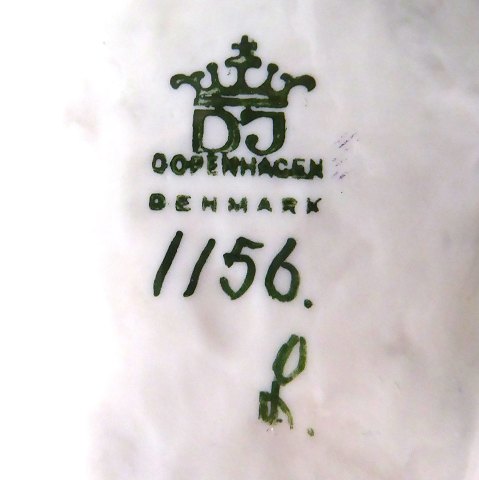 DJ
COPENHAGEN
DENMARK
1156.